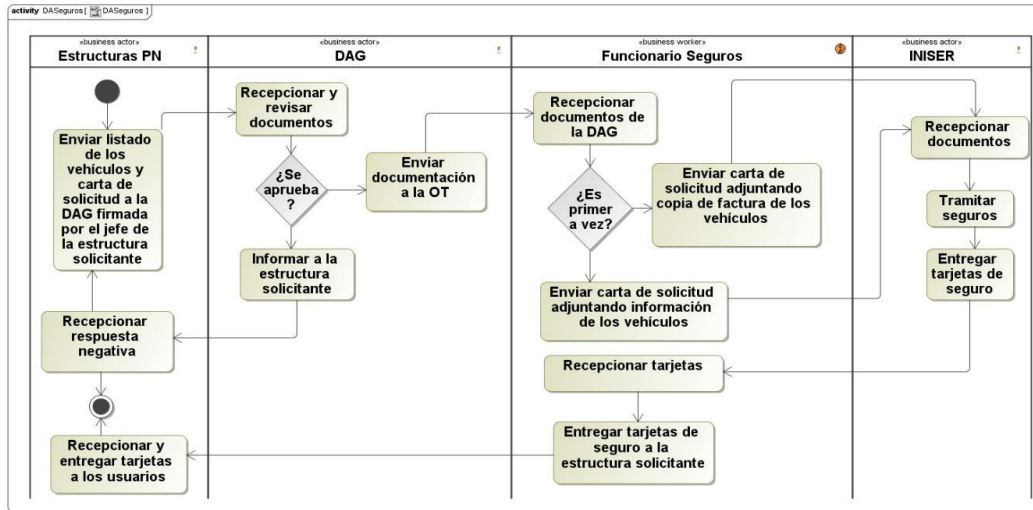 activity DASeguros [ DASeguros ]
«business actor»
Estructuras PN
«business actor»
DAG
«business worker»
Funcionario Seguros
«business actor»
INISER
Enviar listado
de los
vehículos y
carta de
solicitud a la
DAG firmada
por el jefe de
la estructura
solicitante
Recepcionar
respuesta
negativa
Recepcionar y
entregar tarjetas
a los usuarios
Recepcionar y
revisar
documentos
¿Se
aprueba
?
Enviar
documentación
a la OT
Informar a la
estructura
solicitante
Recepcionar
documentos de
la DAG
¿Es
primer
a vez?
Enviar carta de
solicitud adjuntando
copia de factura de los
vehículos
Enviar carta de solicitud
adjuntando información
de los vehículos
Recepcionar tarjetas
Entregar tarjetas de
seguro a la
estructura solicitante
Recepcionar
documentos
Tramitar
seguros
Entregar
tarjetas de
seguro